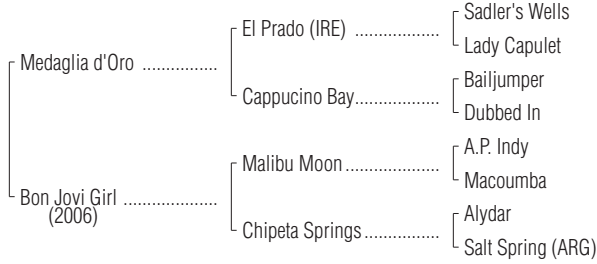 Sadler's Wells
El Prado (IRE) ..................
Lady Capulet
Medaglia d'Oro ................
Bailjumper
Cappucino Bay..................
Dubbed In
A.P. Indy
Malibu Moon....................
Macoumba
Bon Jovi Girl ....................
(2006)
Alydar
Chipeta Springs................
Salt Spring (ARG)